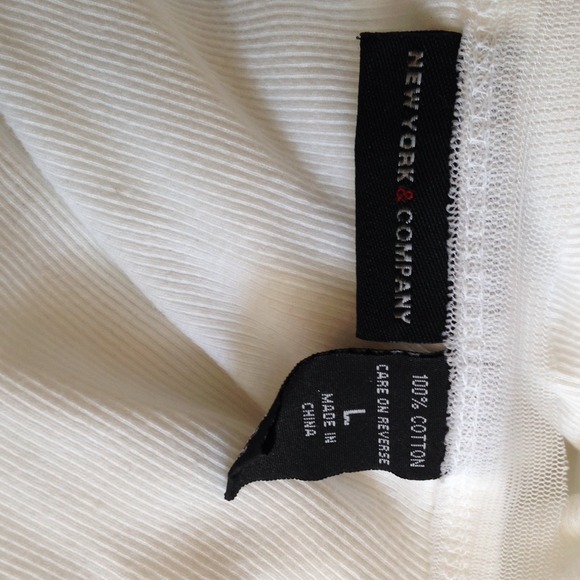 NEW YORK & COMPANY
100% COTTON
CARE ON REVERSE
L
MADE IN
CHINA